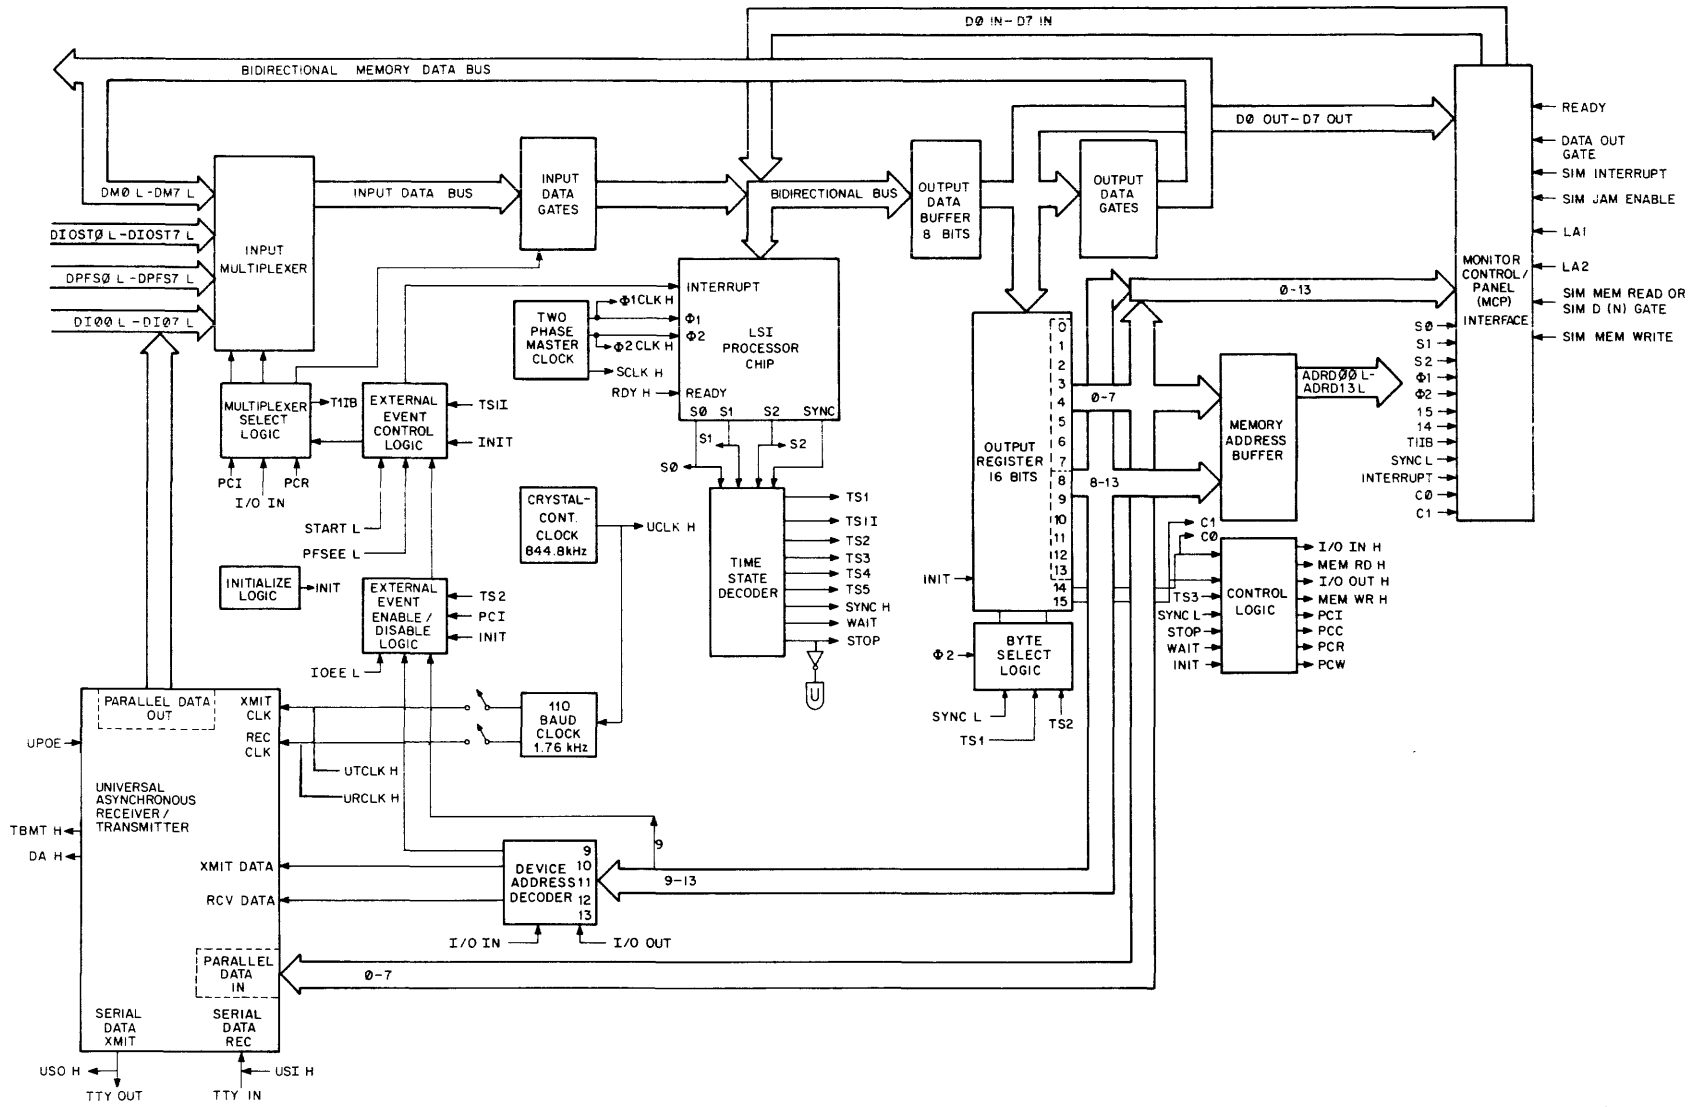 DØ IN-D7 IN
BIDIRECTIONAL MEMORY DATA BUS
DØ OUT-D7 OUT
DMØ L-DM7 L
DIOSTØ L-DIOST7 L
DPFSØ L-DPFS7 L
DIOØ L-DIO7 L
INPUT
MULTIPLEXER
INPUT DATA BUS
INPUT
DATA
GATES
BIDIRECTIONAL BUS
OUTPUT
DATA
BUFFER
8 BITS
OUTPUT
DATA
GATES
MONITOR
CONTROL/
PANEL
(MCP)
INTERFACE
READY
DATA OUT
GATE
SIM INTERRUPT
SIM JAM ENABLE
LA1
LA2
SIM MEM READ OR
SIM D (N) GATE
SIM MEM WRITE
SØ
S1
S2
Φ1
Φ2
15
14
T1IB
SYNC L
INTERRUPT
CØ
C1
TWO
PHASE
MASTER
CLOCK
Φ1CLK H
Φ2CLK H
SCLK H
RDY H
INTERRUPT
Φ1
Φ2
READY
LSI
PROCESSOR
CHIP
SØ S1 S2 SYNC
S1
S2
SØ
MULTIPLEXER
SELECT
LOGIC
T1IB
PCI
I/O IN
PCR
EXTERNAL
EVENT
CONTROL
LOGIC
TS1I
INIT
START L
PFSEE L
INITIALIZE
LOGIC
INIT
EXTERNAL
EVENT
ENABLE/
DISABLE
LOGIC
TS2
PCI
INIT
IOEE L
CRYSTAL-
CONT.
CLOCK
844.8kHz
UCLK H
TIME
STATE
DECODER
TS1
TS1I
TS2
TS3
TS4
TS5
SYNC H
WAIT
STOP
U
OUTPUT
REGISTER
16 BITS
0
1
2
3
4
5
6
7
8
9
10
11
12
13
14
15
INIT
BYTE
SELECT
LOGIC
Φ2
SYNC L
TS1
TS2
Ø-13
Ø-7
8-13
MEMORY
ADDRESS
BUFFER
ADRDØØ L-
ADRD13 L
C1
CØ
CONTROL
LOGIC
TS3
SYNC L
STOP
WAIT
INIT
I/O IN H
MEM RD H
I/O OUT H
MEM WR H
PCI
PCC
PCR
PCW
PARALLEL DATA
OUT
XMIT
CLK
REC
CLK
UPOE
UNIVERSAL
ASYNCHRONOUS
RECEIVER/
TRANSMITTER
TBMT H
DA H
110
BAUD
CLOCK
1.76 kHz
UTCLK H
URCLK H
XMIT DATA
RCV DATA
DEVICE
ADDRESS
DECODER
9
10
11
12
13
9
9-13
I/O IN
I/O OUT
PARALLEL
DATA
IN
Ø-7
SERIAL
DATA
XMIT
SERIAL
DATA
REC
USO H
TTY OUT
USI H
TTY IN